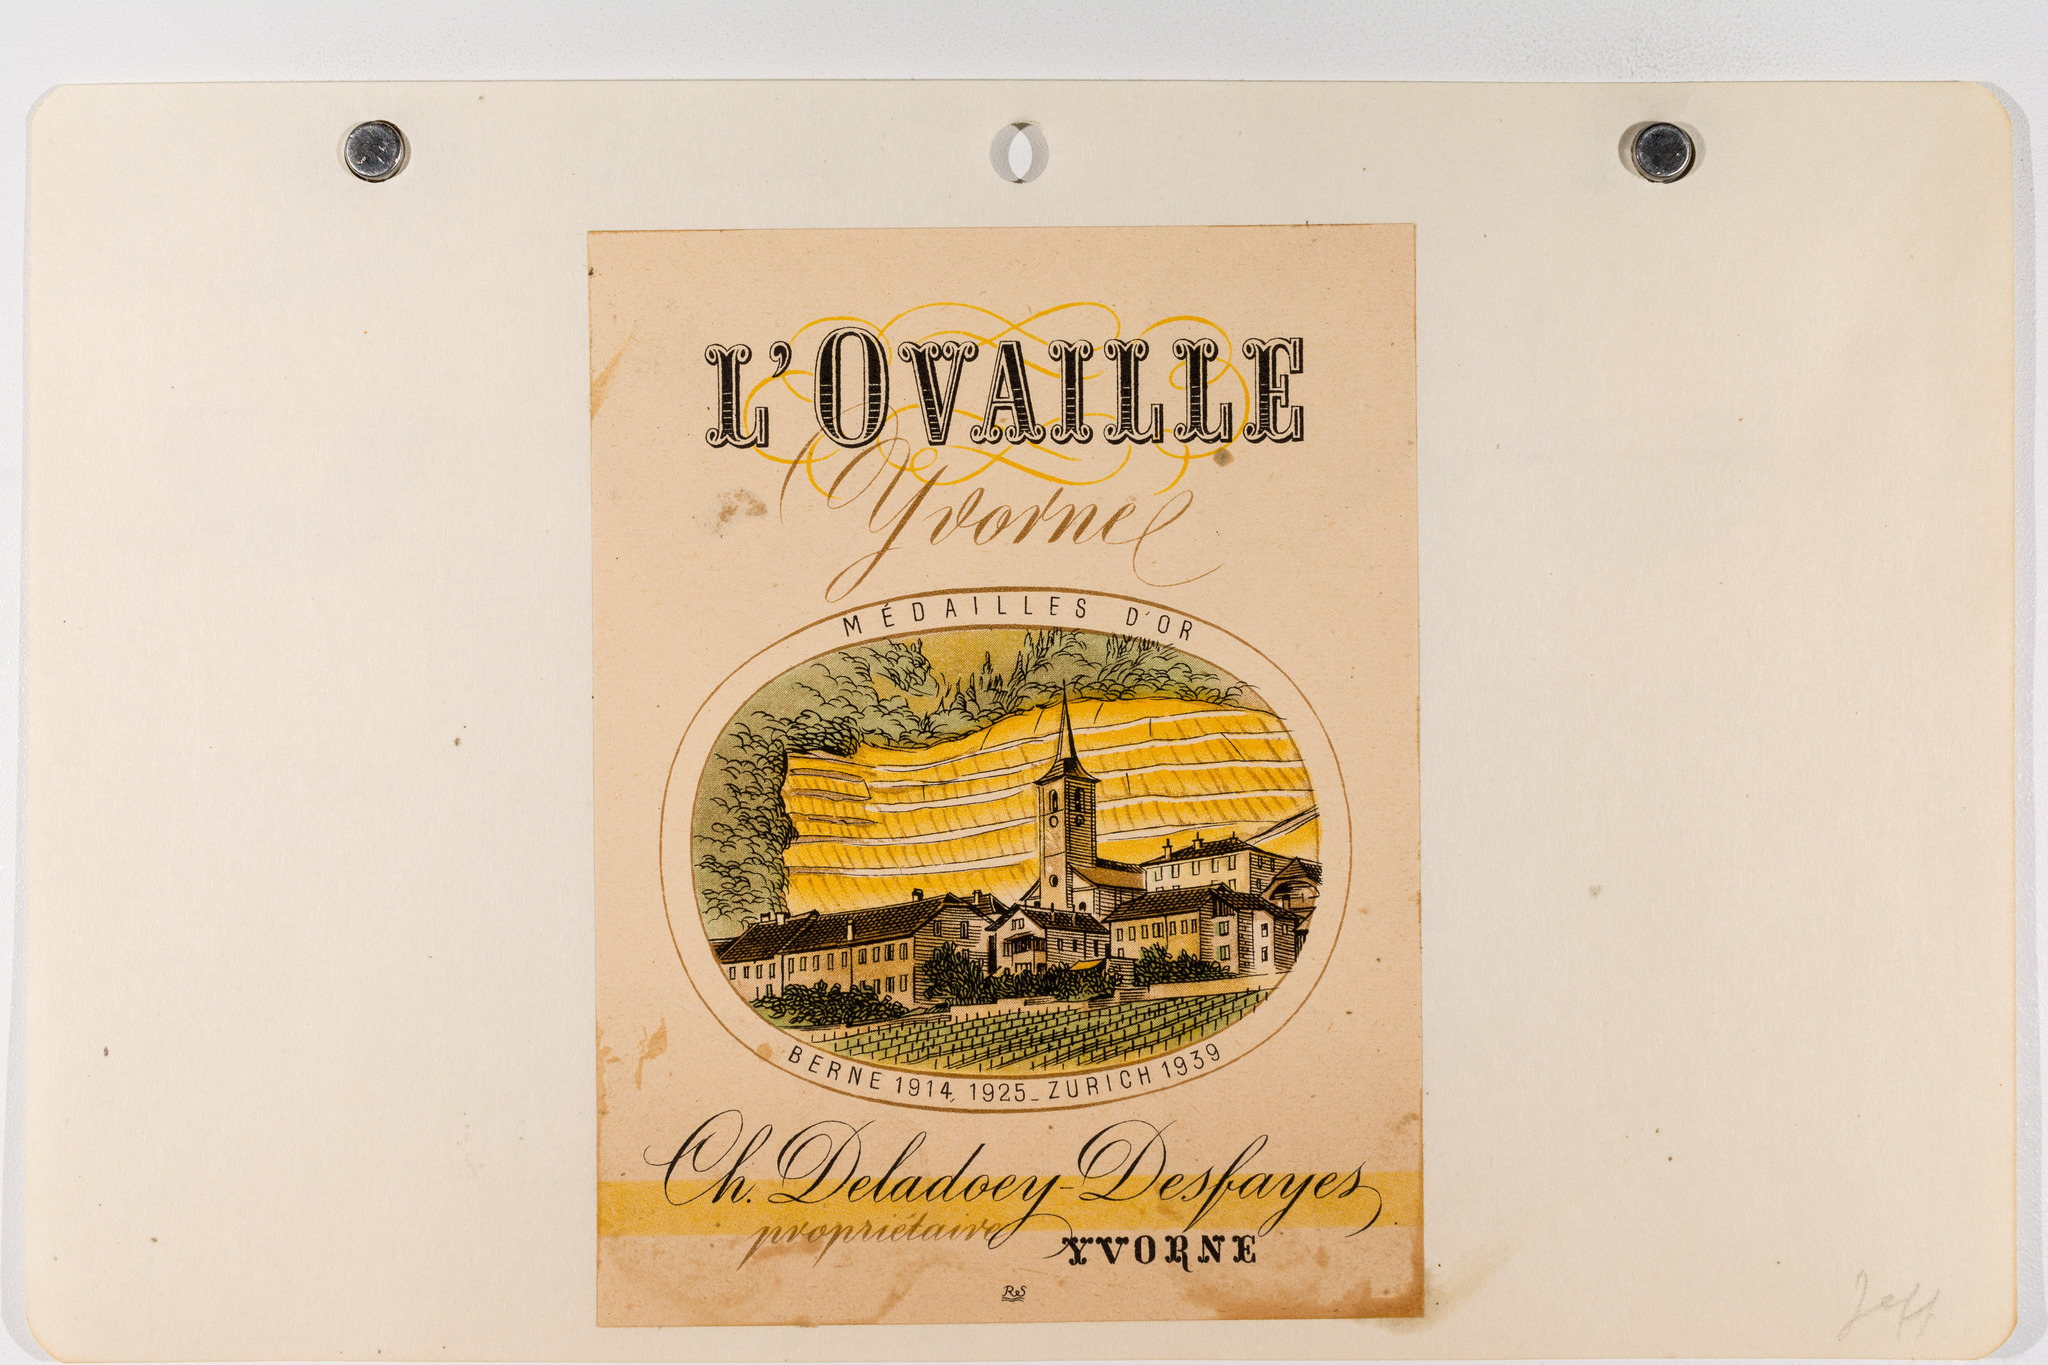 L'OVAILLE
Yvorne
MÉDAILLES D'OR
BERNE 1914, 1925_ZURICH 1939
Ch. Deladoey-Desfayes
propriétaire
YVORNE
R&S